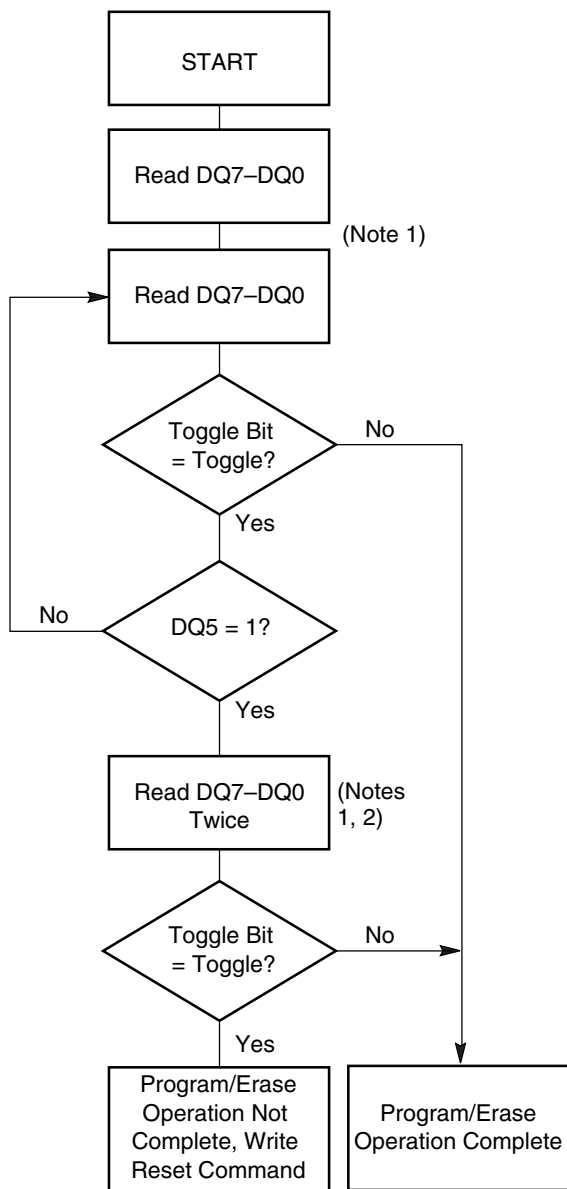 START
Read DQ7–DQ0
(Note 1)
Read DQ7–DQ0
Toggle Bit
= Toggle?
No
Yes
No
DQ5 = 1?
Yes
Read DQ7–DQ0
Twice
(Notes
1, 2)
Toggle Bit
= Toggle?
No
Yes
Program/Erase
Operation Not
Complete, Write
Reset Command
Program/Erase
Operation Complete